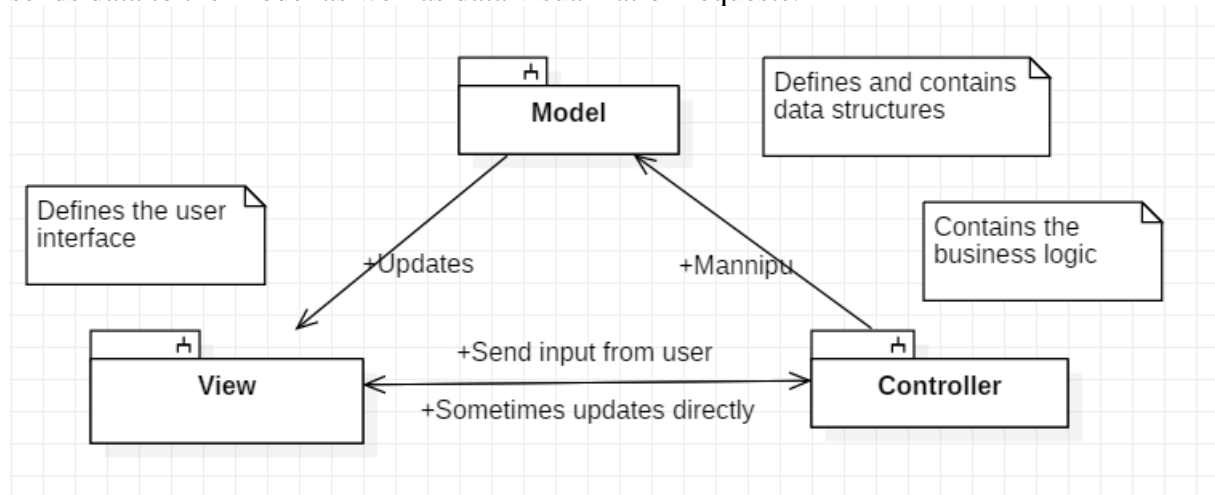 Model
Defines and contains
data structures
Defines the user
interface
Contains the
business logic
+Updates
+Mannipu
+Send input from user
View
Controller
+Sometimes updates directly